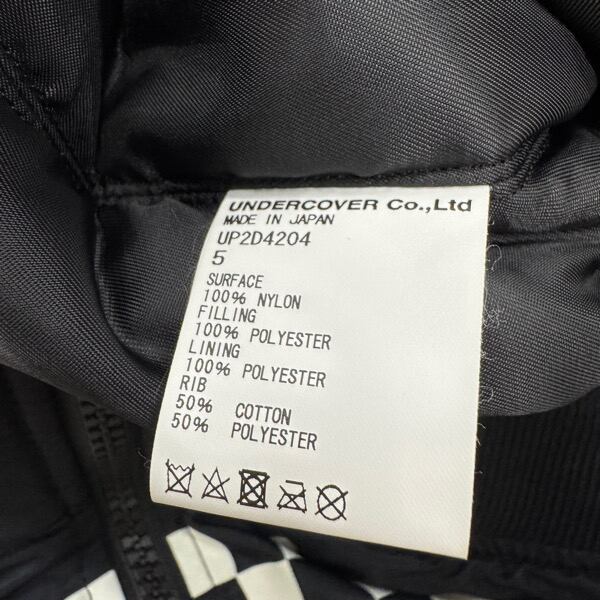 UNDERCOVER Co.,Ltd
MADE IN JAPAN
UP2D4204
5
SURFACE
100% NYLON
FILLING
100% POLYESTER
LINING
100% POLYESTER
RIB
50% COTTON
50% POLYESTER